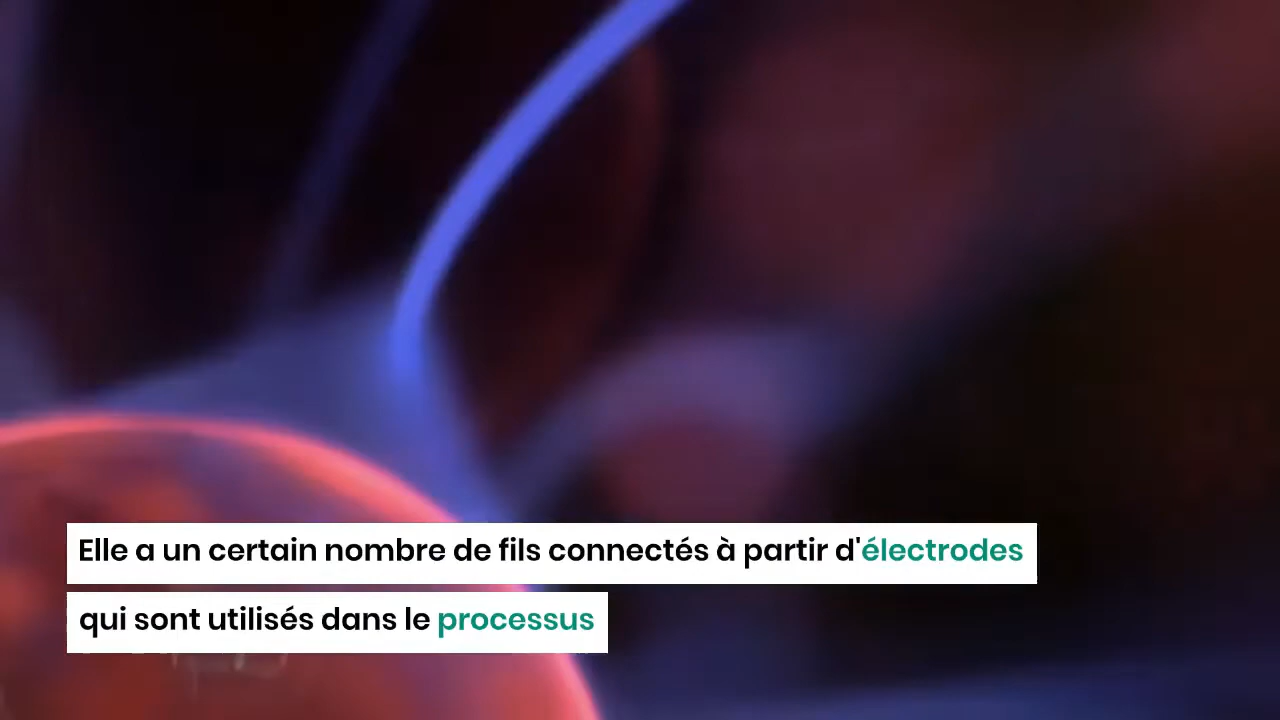 Elle a un certain nombre de fils connectés à partir d'électrodes
qui sont utilisés dans le processus